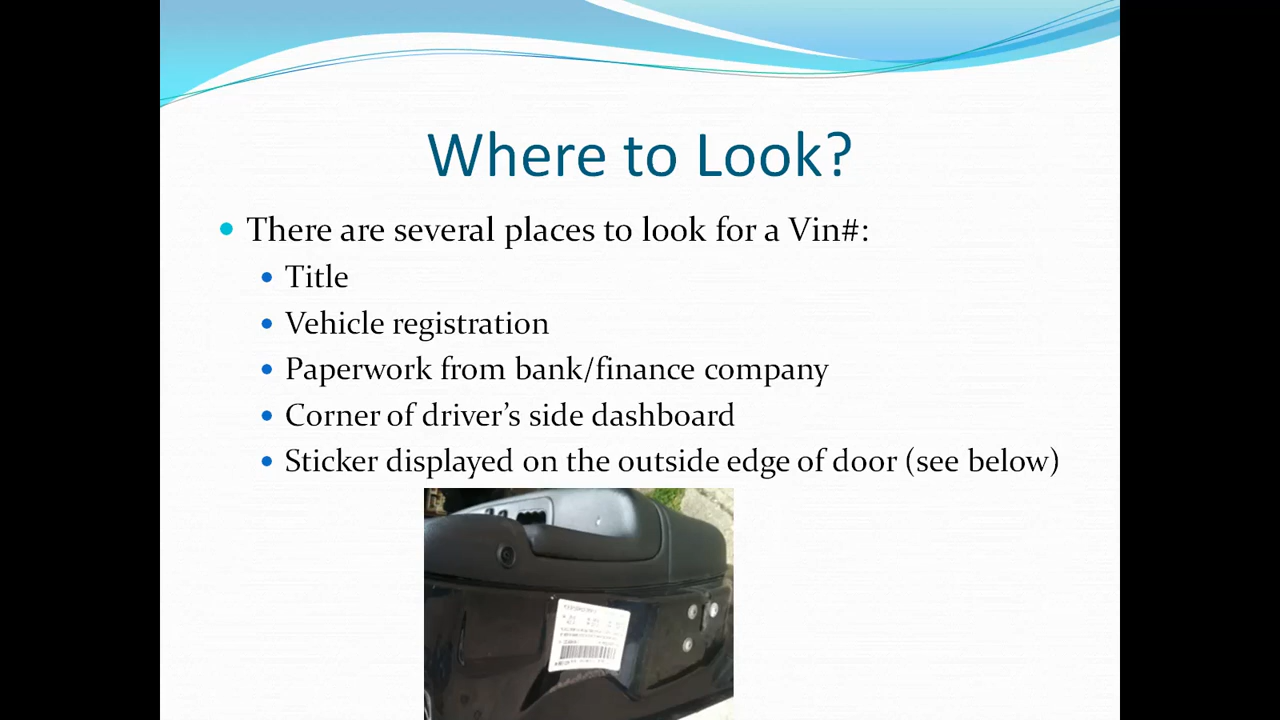 Where to Look?
There are several places to look for a Vin#:
Title
Vehicle registration
Paperwork from bank/finance company
Corner of driver's side dashboard
Sticker displayed on the outside edge of door (see below)